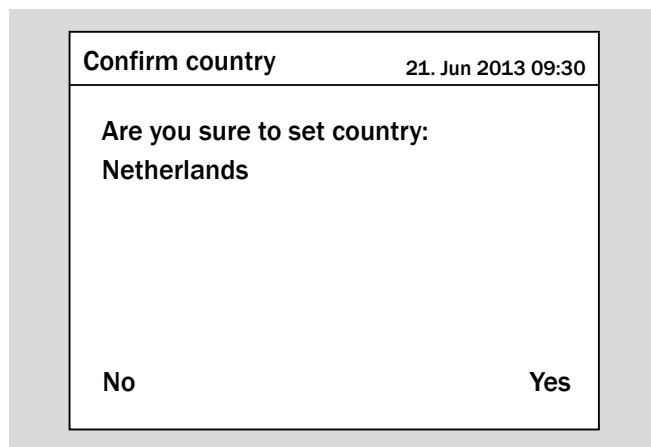 Confirm country 21. Jun 2013 09:30
Are you sure to set country:
Netherlands
No Yes